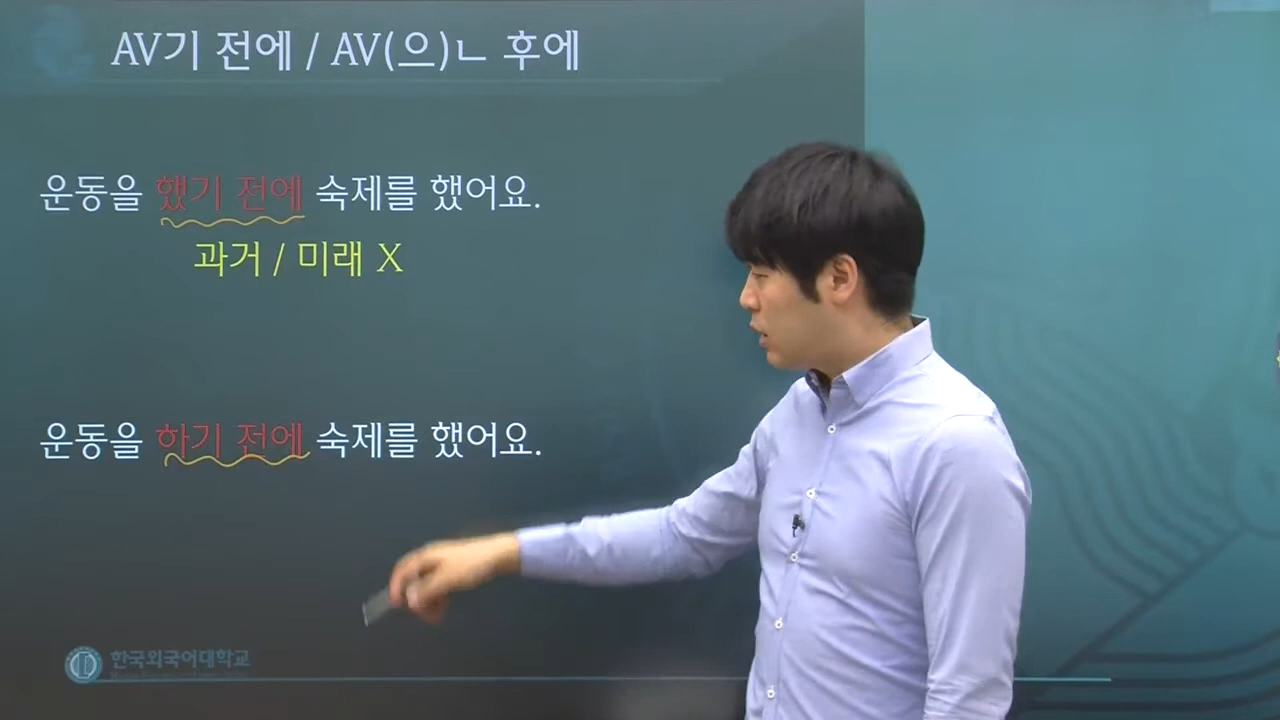 AV기 전에 / AV(으)ㄴ 후에
운동을 했기 전에 숙제를 했어요.
과거 / 미래 X
운동을 하기 전에 숙제를 했어요.
한국외국어대학교